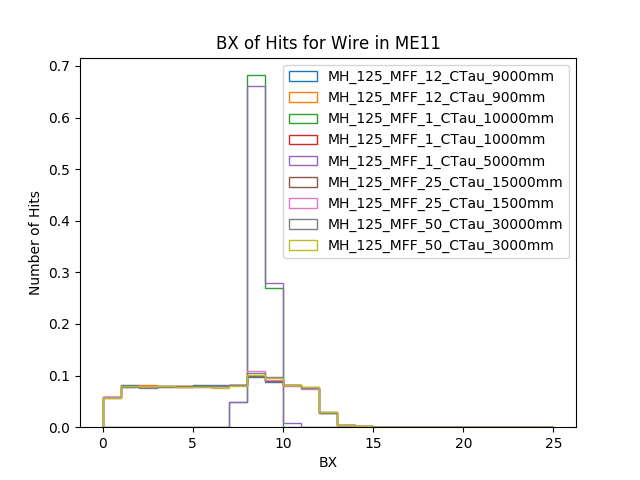 BX of Hits for Wire in ME11
0.7
0.6
0.5
0.4
0.3
0.2
0.1
0.0
Number of Hits
MH_125_MFF_12_CTau_9000mm
MH_125_MFF_12_CTau_900mm
MH_125_MFF_1_CTau_10000mm
MH_125_MFF_1_CTau_1000mm
MH_125_MFF_1_CTau_5000mm
MH_125_MFF_25_CTau_15000mm
MH_125_MFF_25_CTau_1500mm
MH_125_MFF_50_CTau_30000mm
MH_125_MFF_50_CTau_3000mm
0 5 10 15 20 25
BX